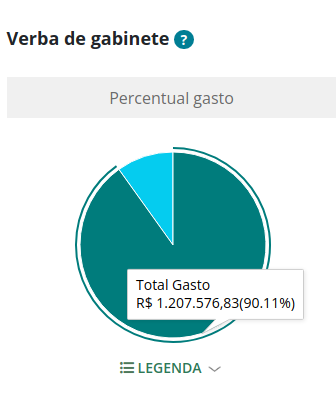 Verba de gabinete ?
Percentual gasto
Total Gasto
R$ 1.207.576,83(90.11%)
LEGENDA